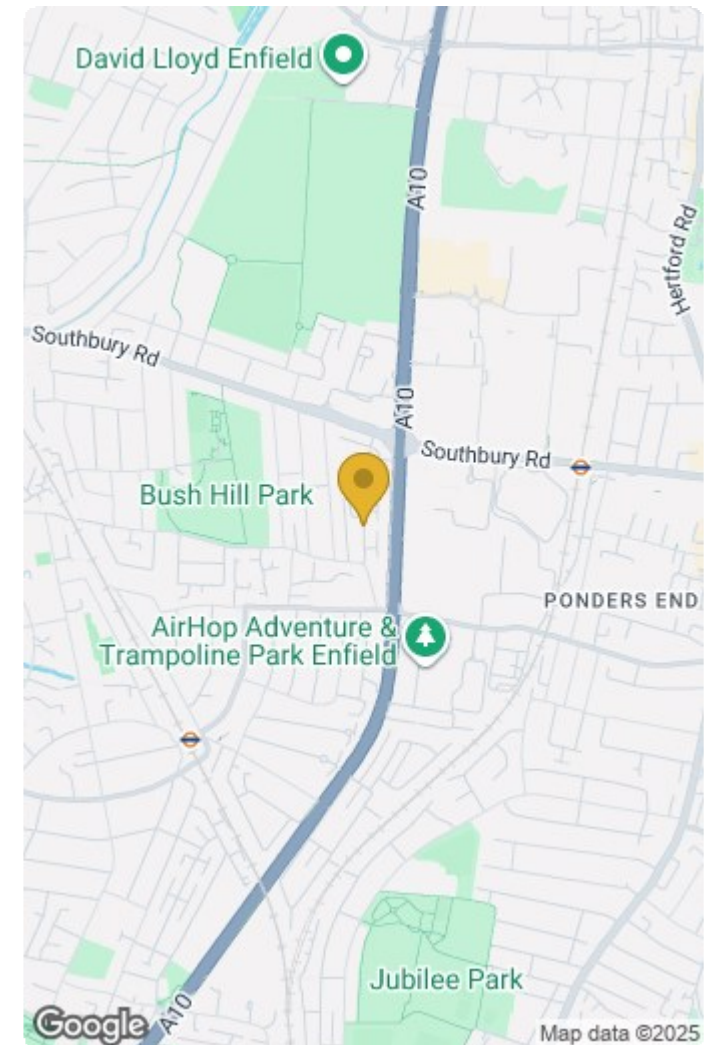 David Lloyd Enfield
A10
Hertford Rd
Southbury Rd
A10
Southbury Rd
Bush Hill Park
PONDERS END
AirHop Adventure &
Trampoline Park Enfield
Jubilee Park
A10
Google
Map data ©2025